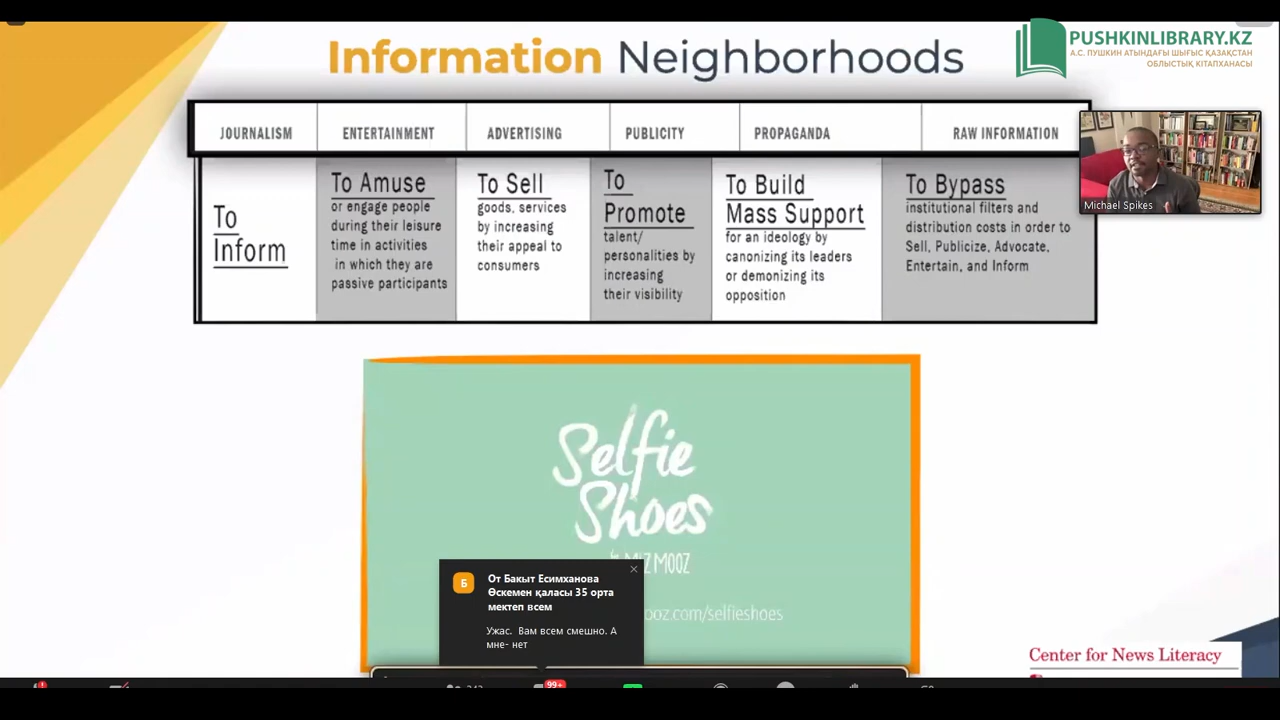 Information Neighborhoods
PUSHKINLIBRARY.KZ
А.С. ПУШКИН АТЫНДАҒЫ ШЫҒЫС ҚАЗАҚСТАН
ОБЛЫСТЫҚ КІТАПХАНАСЫ
JOURNALISM
ENTERTAINMENT
ADVERTISING
PUBLICITY
PROPAGANDA
RAW INFORMATION
To
Inform
To Amuse
or engage people
during their leisure
time in activities
in which they are
passive participants
To Sell
goods, services
by increasing
their appeal to
consumers
To
Promote
talent/
personalities by
increasing
their visibility
To Build
Mass Support
for an ideology by
canonizing its leaders
or demonizing its
opposition
To Bypass
institutional filters and
distribution costs in order to
Sell, Publicize, Advocate,
Entertain, and Inform
Michael Spikes
Selfie
Shoes
MIZ MOOZ
ooz.com/selfieshoes
Б
От Бакыт Есимханова
Өскемен қаласы 35 орта
мектеп всем
Ужас. Вам всем смешно. А
мне- нет
Center for News Literacy
99+